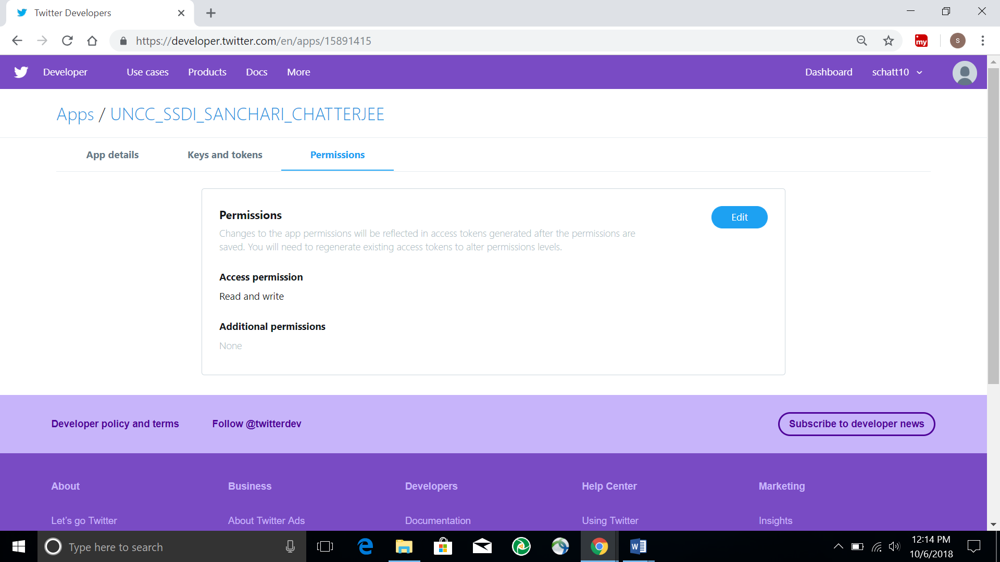 Twitter Developers
https://developer.twitter.com/en/apps/15891415
my
S
Developer
Use cases
Products
Docs
More
Dashboard
schatt10
Apps / UNCC_SSDI_SANCHARI_CHATTERJEE
App details
Keys and tokens
Permissions
Permissions
Edit
Changes to the app permissions will be reflected in access tokens generated after the permissions are
saved. You will need to regenerate existing access tokens to alter permissions levels.
Access permission
Read and write
Additional permissions
None
Developer policy and terms
Follow @twitterdev
Subscribe to developer news
About
Business
Developers
Help Center
Marketing
Let's go Twitter
About Twitter Ads
Documentation
Using Twitter
Insights
Type here to search
12:14 PM
10/6/2018